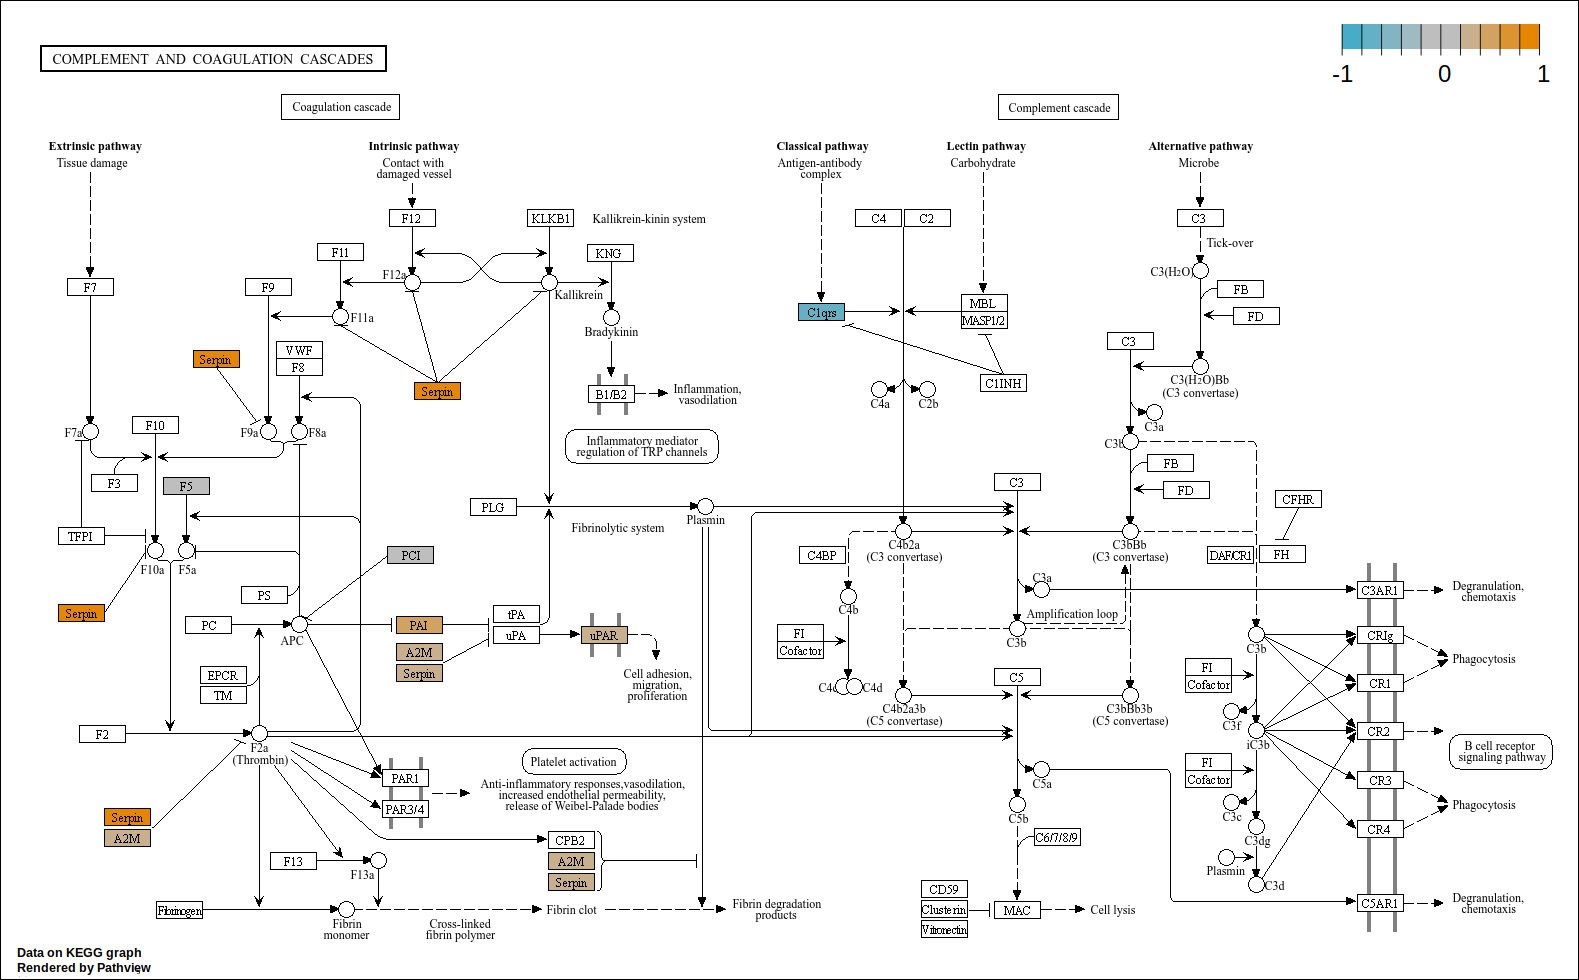 COMPLEMENT AND COAGULATION CASCADES
-1 0 1
Coagulation cascade
Complement cascade
Extrinsic pathway
Tissue damage
Intrinsic pathway
Contact with
damaged vessel
Classical pathway
Antigen-antibody
complex
Lectin pathway
Carbohydrate
Alternative pathway
Microbe
F12
KLKB1
Kallikrein-kinin system
C4
C2
C3
F11
KNG
Tick-over
F12a
C3(H2O)
F7
F9
Kallikrein
FB
MBL
MASP1/2
C1qrs
FD
F11a
Bradykinin
VWF
F8
Serpin
C3
C3(H2O)Bb
(C3 convertase)
Serpin
B1/B2
Inflammation,
vasodilation
C1INH
C4a
C2b
C3a
F7a
F10
F9a
F8a
Inflammatory mediator
regulation of TRP channels
C3b
FB
F3
F5
C3
FD
CFHR
PLG
Plasmin
Fibrinolytic system
TFPI
C4b2a
(C3 convertase)
C3bBb
(C3 convertase)
C4BP
DAF/CR1
FH
F10a
F5a
PCI
C3a
C3AR1
Degranulation,
chemotaxis
PS
C4b
Serpin
tPA
Amplification loop
PC
APC
PAI
uPA
uPAR
FI
Cofactor
C3b
C3b
CRIg
A2M
Serpin
Phagocytosis
EPCR
TM
Cell adhesion,
migration,
proliferation
C5
FI
Cofactor
CR1
C4c
C4d
C4b2a3b
(C5 convertase)
C3bBb3b
(C5 convertase)
C3f
F2
F2a
(Thrombin)
iC3b
CR2
B cell receptor
signaling pathway
Platelet activation
PAR1
FI
Cofactor
C5a
CR3
Anti-inflammatory responses,vasodilation,
increased endothelial permeability,
release of Weibel-Palade bodies
PAR3/4
C5b
C3c
Phagocytosis
Serpin
A2M
CPB2
C6/7/8/9
C3dg
CR4
F13
F13a
A2M
Serpin
Plasmin
C3d
CD59
Clusterin
Vitronectin
MAC
Cell lysis
C5AR1
Degranulation,
chemotaxis
Fibrinogen
Fibrin
monomer
Cross-linked
fibrin polymer
Fibrin clot
Fibrin degradation
products
Data on KEGG graph
Rendered by Pathview